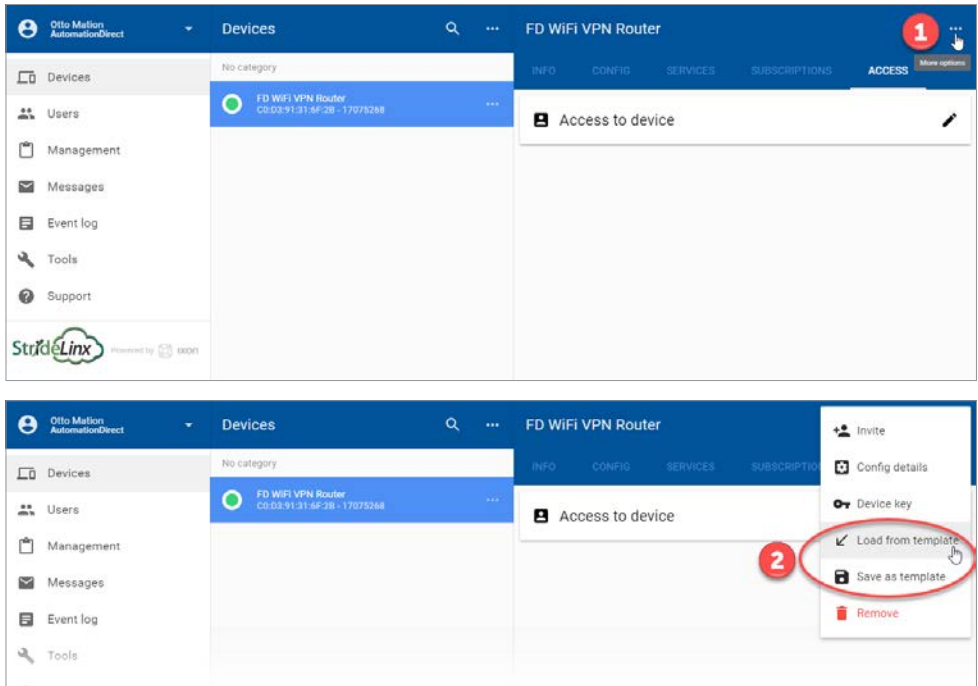 Otto Mation
AutomationDirect
Devices
FD WiFi VPN Router
1
More options
Devices
Users
Management
Messages
Event log
Tools
Support
StrideLinx
Powered by ixon
No category
FD WiFi VPN Router
C0:D3:91:31:6F:2B - 17075268
INFO
CONFIG
SERVICES
SUBSCRIPTIONS
ACCESS
Access to device
Otto Mation
AutomationDirect
Devices
FD WiFi VPN Router
Devices
Users
Management
Messages
Event log
Tools
No category
FD WiFi VPN Router
C0:D3:91:31:6F:2B - 17075268
INFO
CONFIG
SERVICES
SUBSCRIPTIO
Access to device
Invite
Config details
Device key
Load from template
2
Save as template
Remove